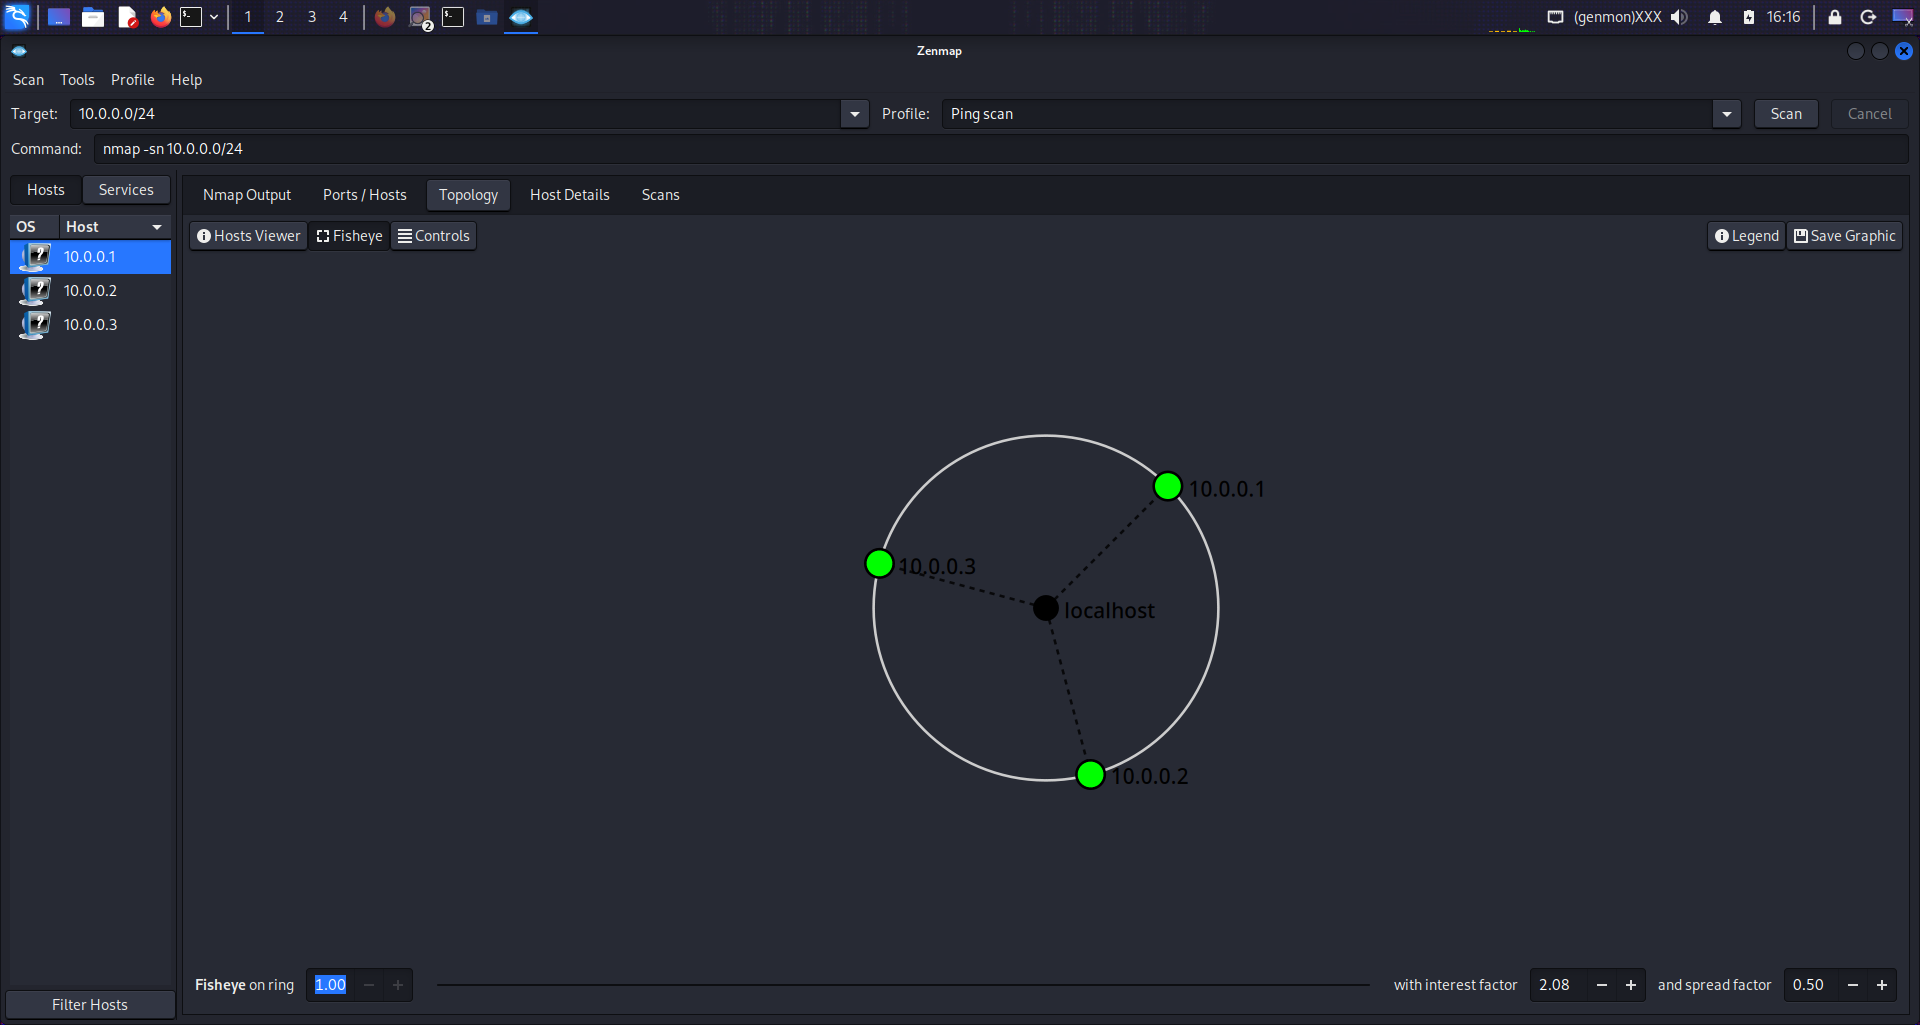 1 2 3 4 2 (genmon)XXX 16:16
Zenmap
Scan Tools Profile Help
Target: 10.0.0.0/24 Profile: Ping scan Scan Cancel
Command: nmap -sn 10.0.0.0/24
Hosts Services
Nmap Output Ports / Hosts Topology Host Details Scans
OS Host
Hosts Viewer Fisheye Controls Legend Save Graphic
10.0.0.1
10.0.0.2
10.0.0.3
10.0.0.1
10.0.0.3
localhost
10.0.0.2
Fisheye on ring 1.00 − + with interest factor 2.08 − + and spread factor 0.50 − +
Filter Hosts